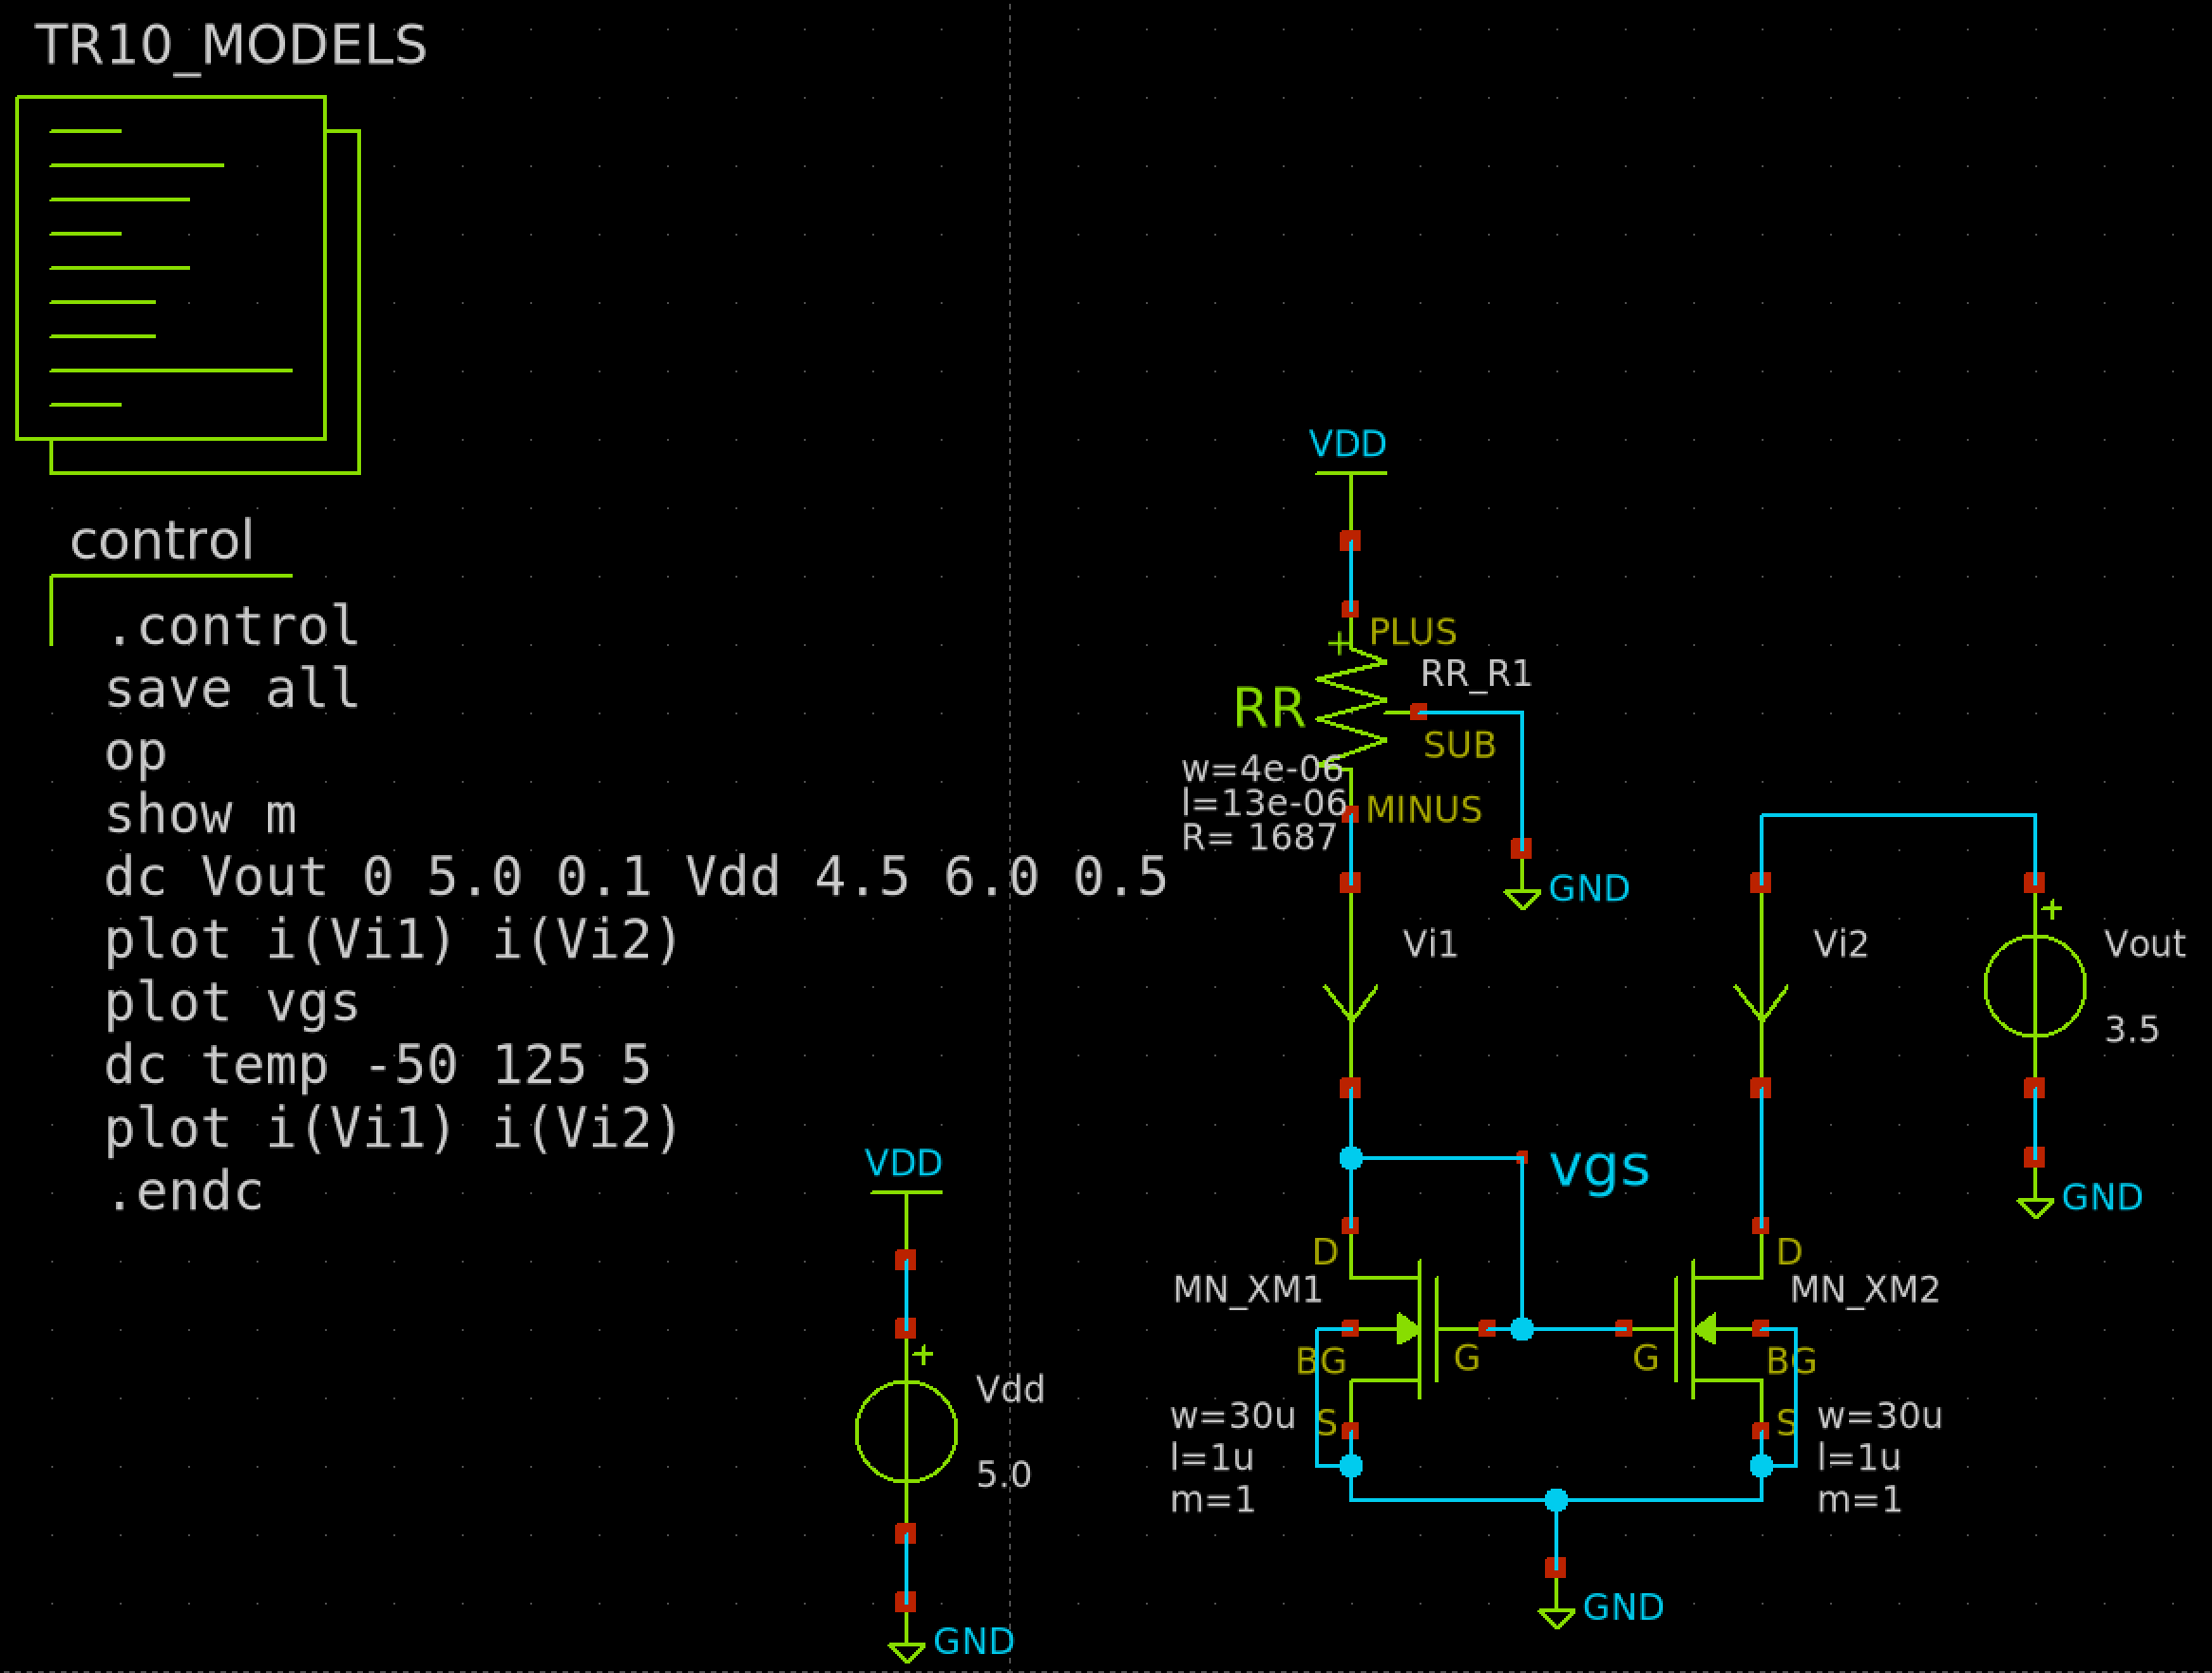 TR10_MODELS
control
.control
save all
op
show m
dc Vout 0 5.0 0.1 Vdd 4.5 6.0 0.5
plot i(Vi1) i(Vi2)
plot vgs
dc temp -50 125 5
plot i(Vi1) i(Vi2)
.endc
VDD
+
Vdd
5.0
GND
VDD
+
PLUS
RR_R1
RR
SUB
w=4e-06
l=13e-06
R= 1687
MINUS
GND
Vi1
Vi2
+
Vout
3.5
GND
vgs
D
MN_XM1
BG
G
S
w=30u
l=1u
m=1
D
MN_XM2
G
BG
S
w=30u
l=1u
m=1
GND